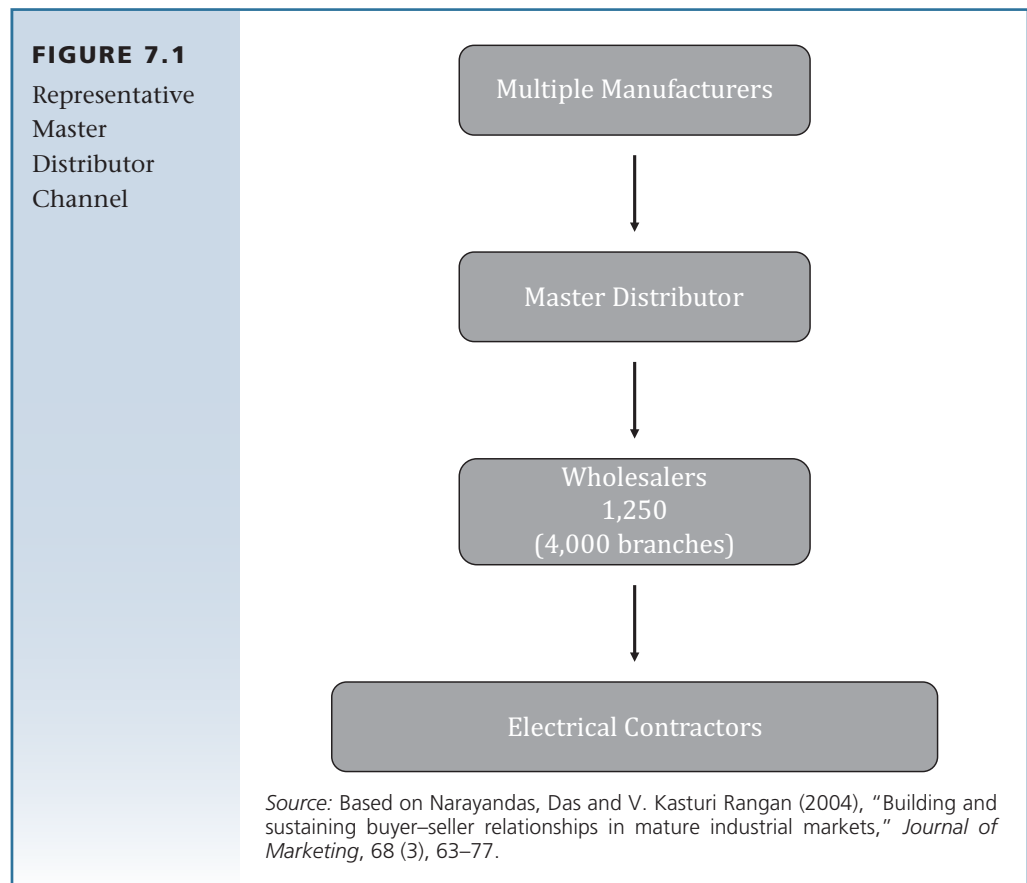 FIGURE 7.1
Representative
Master
Distributor
Channel
Multiple Manufacturers
Master Distributor
Wholesalers
1,250
(4,000 branches)
Electrical Contractors
Source: Based on Narayandas, Das and V. Kasturi Rangan (2004), “Building and
sustaining buyer–seller relationships in mature industrial markets,” Journal of
Marketing, 68 (3), 63–77.